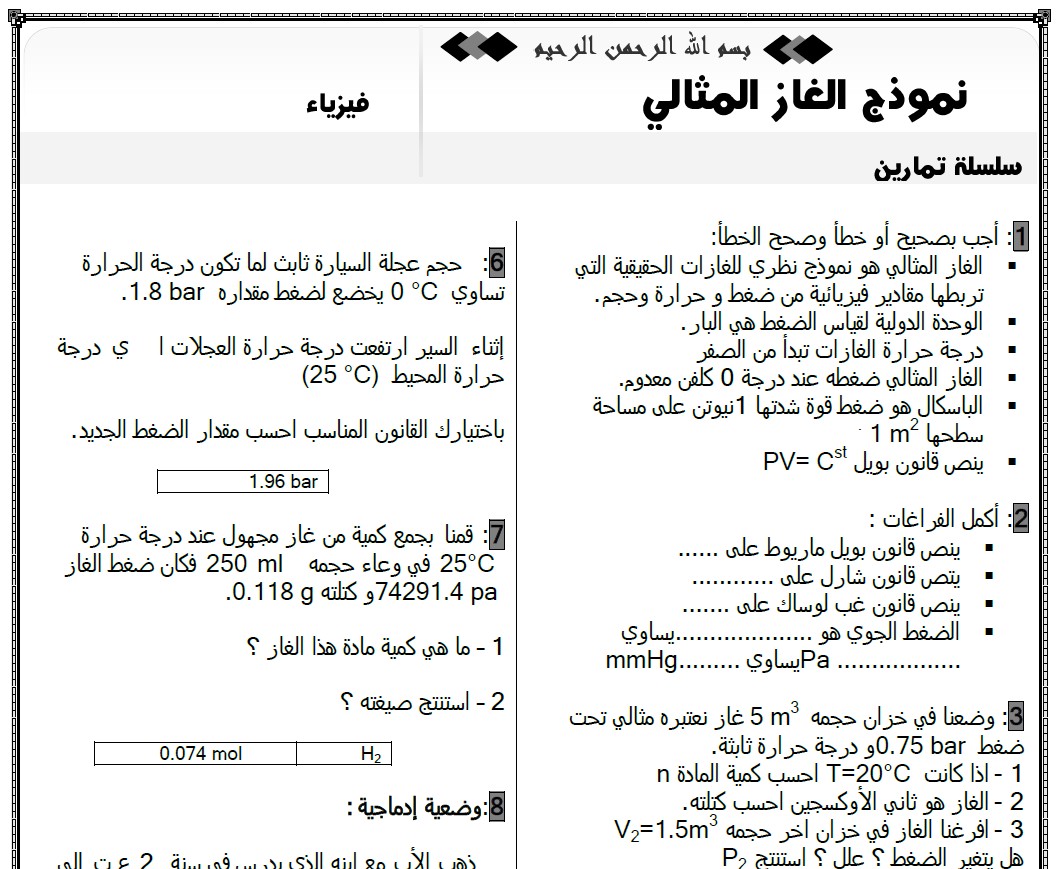 بسم الله الرحمن الرحيم
نموذج الغاز المثالي
فيزياء
سلسلة تمارين
1: أجب بصحيح أو خطأ وصحح الخطأ:
▪ الغاز المثالي هو نموذج نظري للغازات الحقيقية التي
تربطها مقادير فيزيائية من ضغط و حرارة وحجم.
▪ الوحدة الدولية لقياس الضغط هي البار.
▪ درجة حرارة الغازات تبدأ من الصفر
▪ الغاز المثالي ضغطه عند درجة 0 كلفن معدوم.
▪ الباسكال هو ضغط قوة شدتها 1نيوتن على مساحة
سطحها 1 m² .
▪ ينص قانون بويل PV= Cˢᵗ
2: أكمل الفراغات :
▪ ينص قانون بويل ماريوط على ......
▪ يتص قانون شارل على ............
▪ ينص قانون غب لوساك على .......
▪ الضغط الجوي هو ....................يساوي
.................. Paيساوي .........mmHg
3: وضعنا في خزان حجمه 5 m³ غاز نعتبره مثالي تحت
ضغط 0.75 barو درجة حرارة ثابتة.
1 - اذا كانت T=20°C احسب كمية المادة n
2 - الغاز هو ثاني الأوكسجين احسب كتلته.
3 - افرغنا الغاز في خزان اخر حجمه V₂=1.5m³
هل يتغير الضغط ؟ علل ؟ استنتج P₂
6: حجم عجلة السيارة ثابث لما تكون درجة الحرارة
تساوي 0 °C يخضع لضغط مقداره 1.8 bar.
إثناء السير ارتفعت درجة حرارة العجلات ا ي درجة
حرارة المحيط (25 °C)
باختيارك القانون المناسب احسب مقدار الضغط الجديد.
1.96 bar
7: قمنا بجمع كمية من غاز مجهول عند درجة حرارة
25°C في وعاء حجمه 250 ml فكان ضغط الغاز
74291.4 paو كتلته 0.118 g.
1 - ما هي كمية مادة هذا الغاز ؟
2 - استنتج صيغته ؟
H₂ 0.074 mol
8:وضعية إدماجية :
ذهب الأب مع ابنه الذي يدرس في سنة 2 ع ت إلى